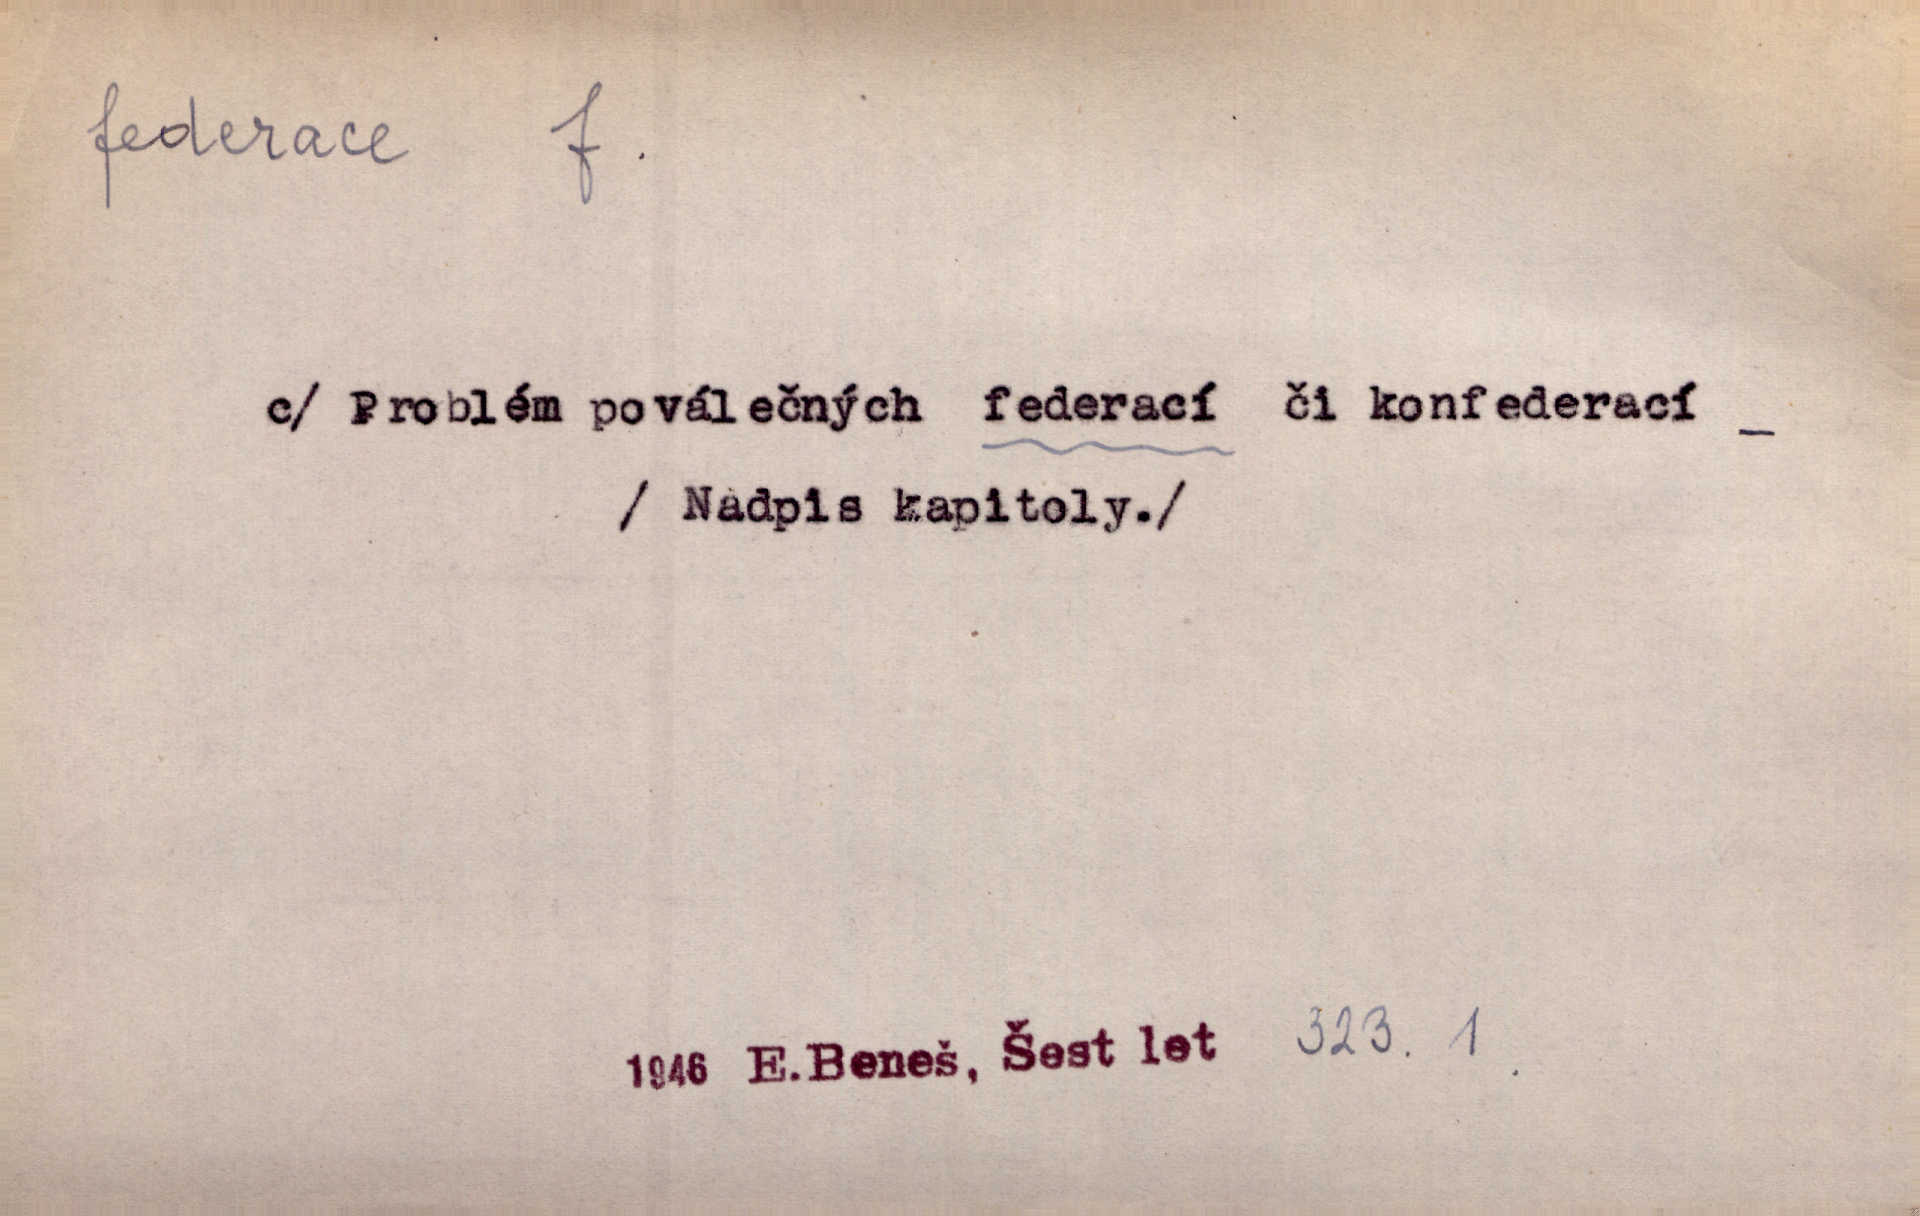 federace f.
c/ Problém poválečných federací či konfederací _
/ Nadpis kapitoly./
1946 E.Beneš, Šest let 323. 1